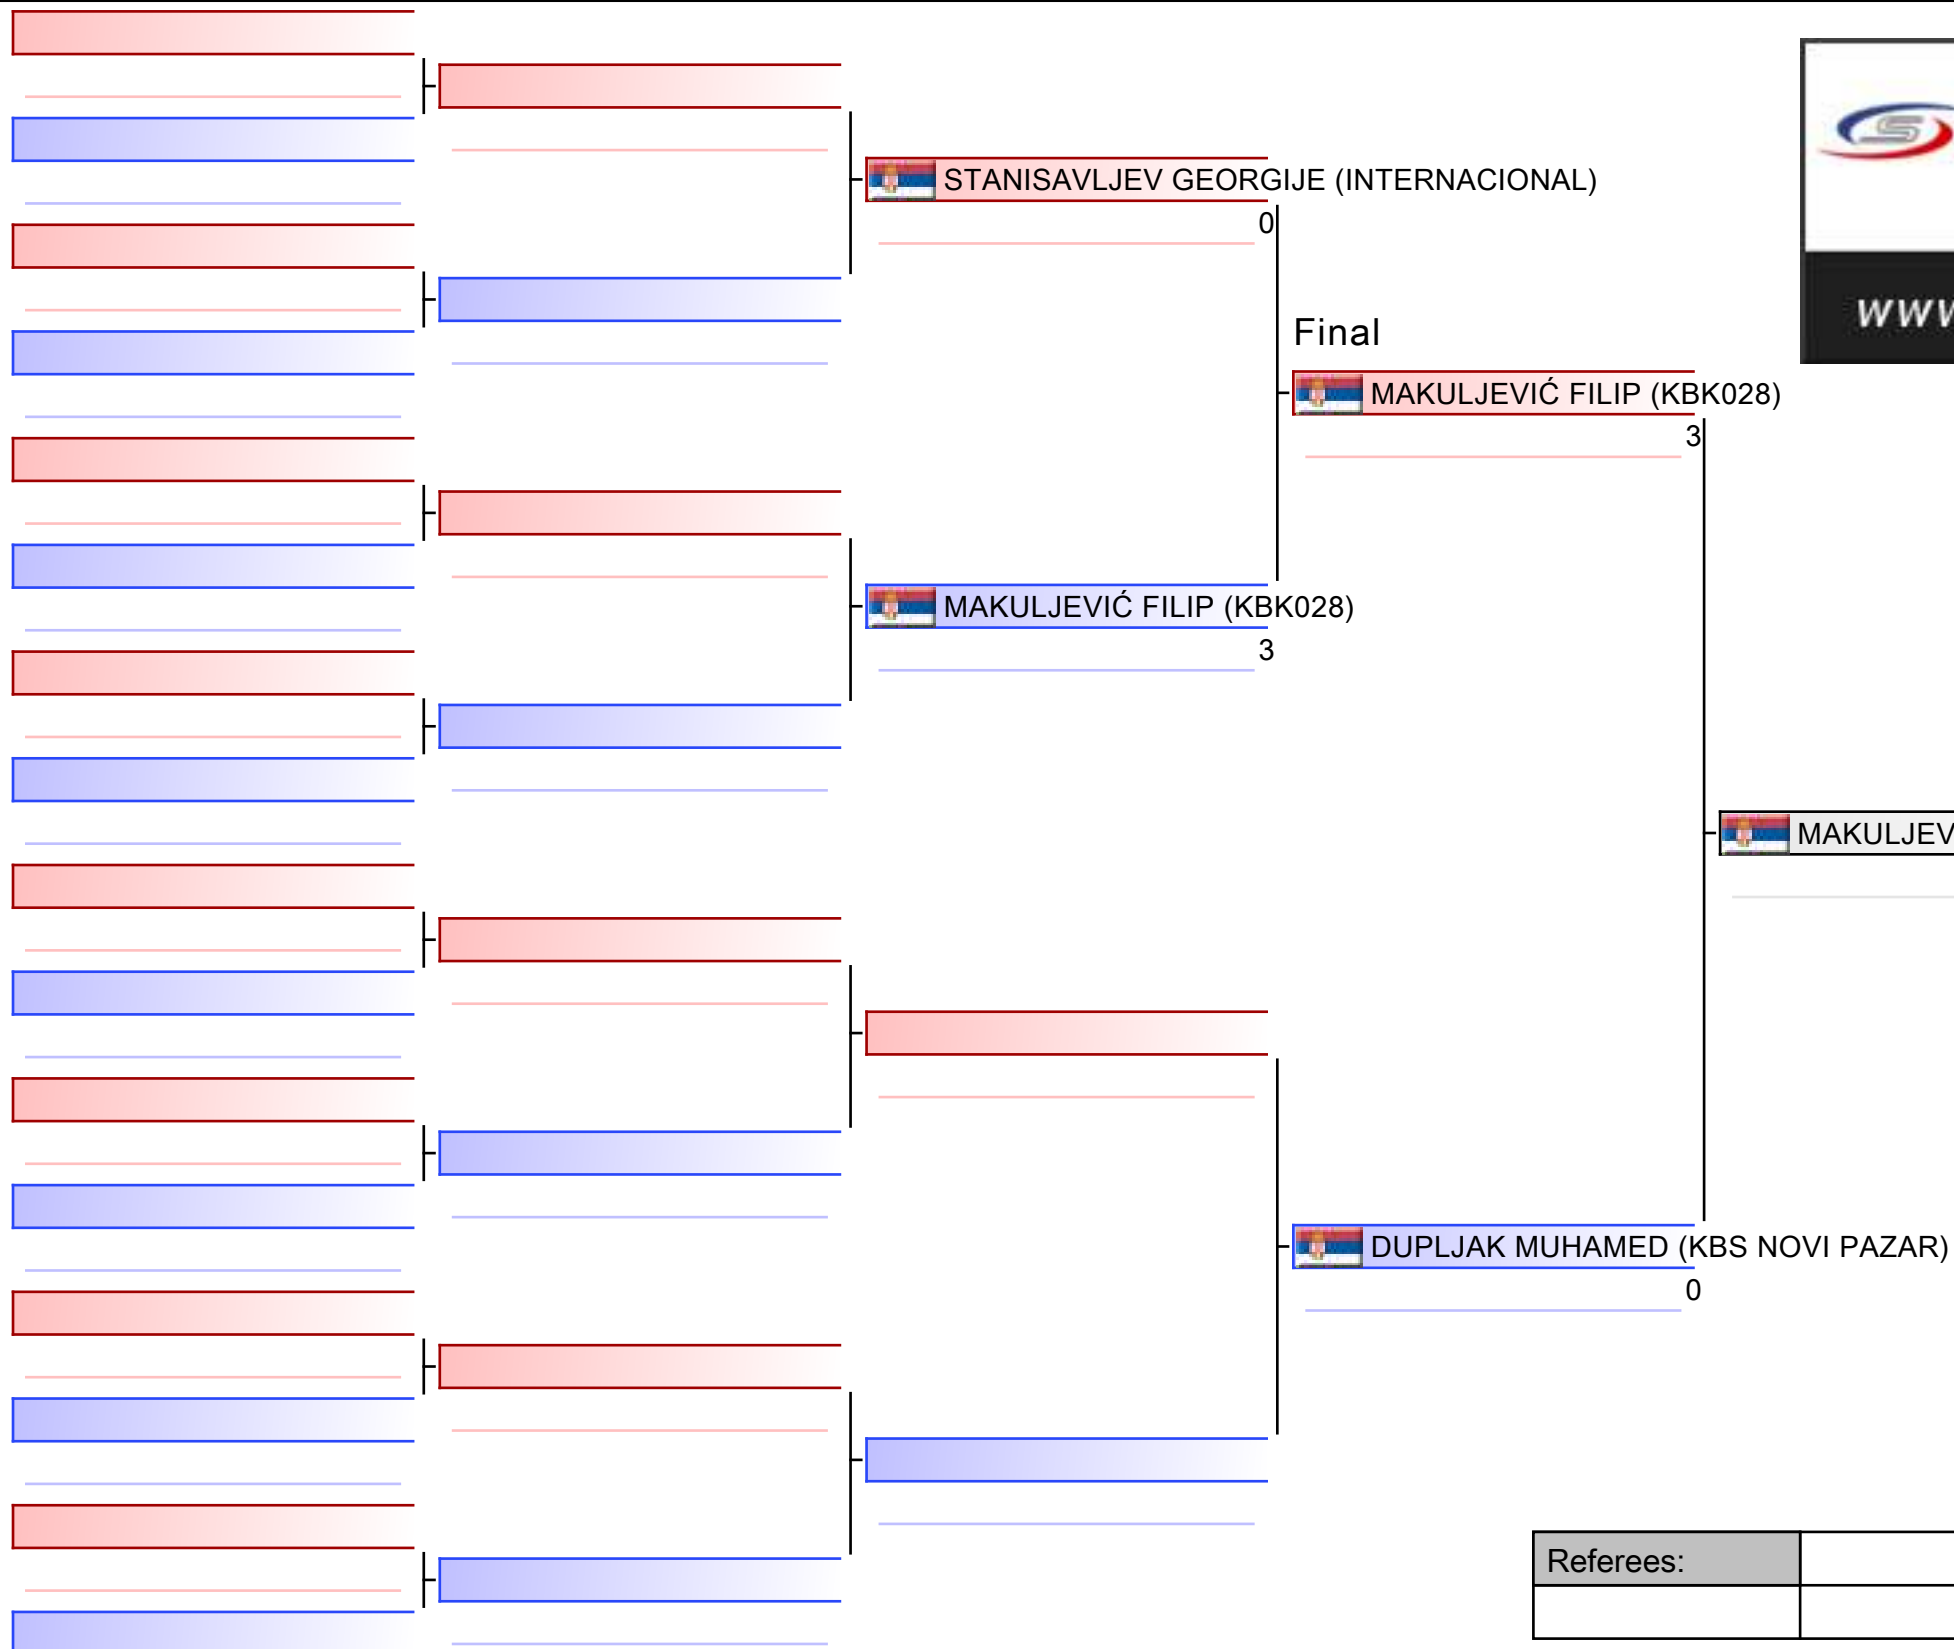 STANISAVLJEV GEORGIJE (INTERNACIONAL)
0
Final
MAKULJEVIĆ FILIP (KBK028)
3
MAKULJEVIĆ FILIP (KBK028)
3
MAKULJEV
DUPLJAK MUHAMED (KBS NOVI PAZAR)
0
Referees: